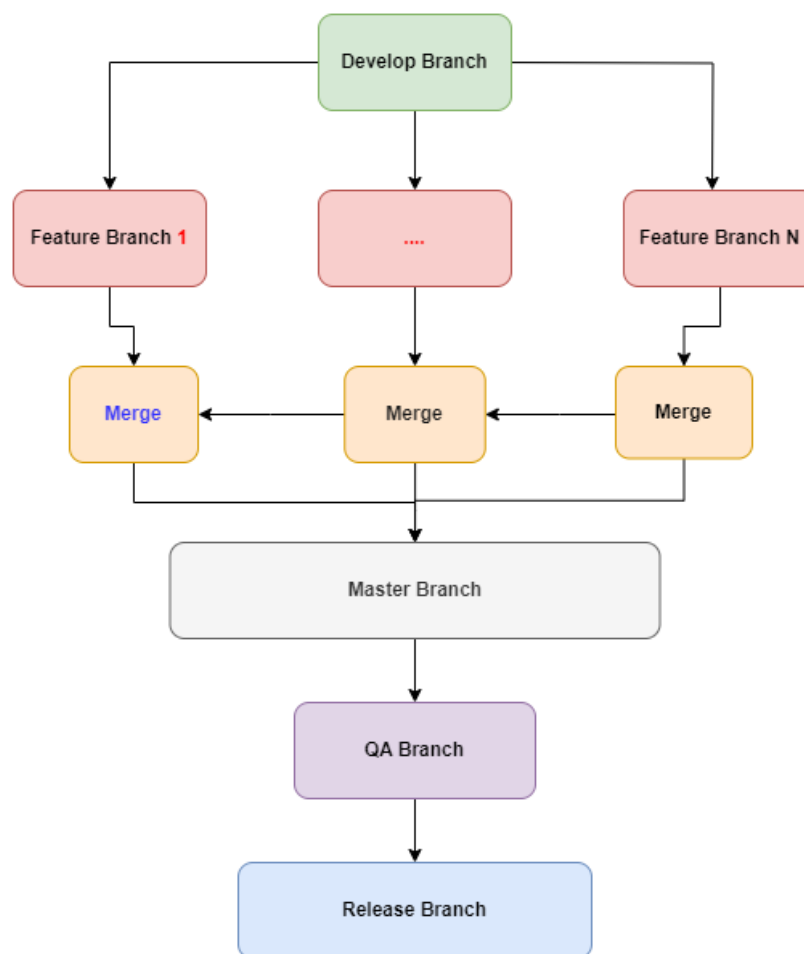 Develop Branch
Feature Branch 1
....
Feature Branch N
Merge
Merge
Merge
Master Branch
QA Branch
Release Branch